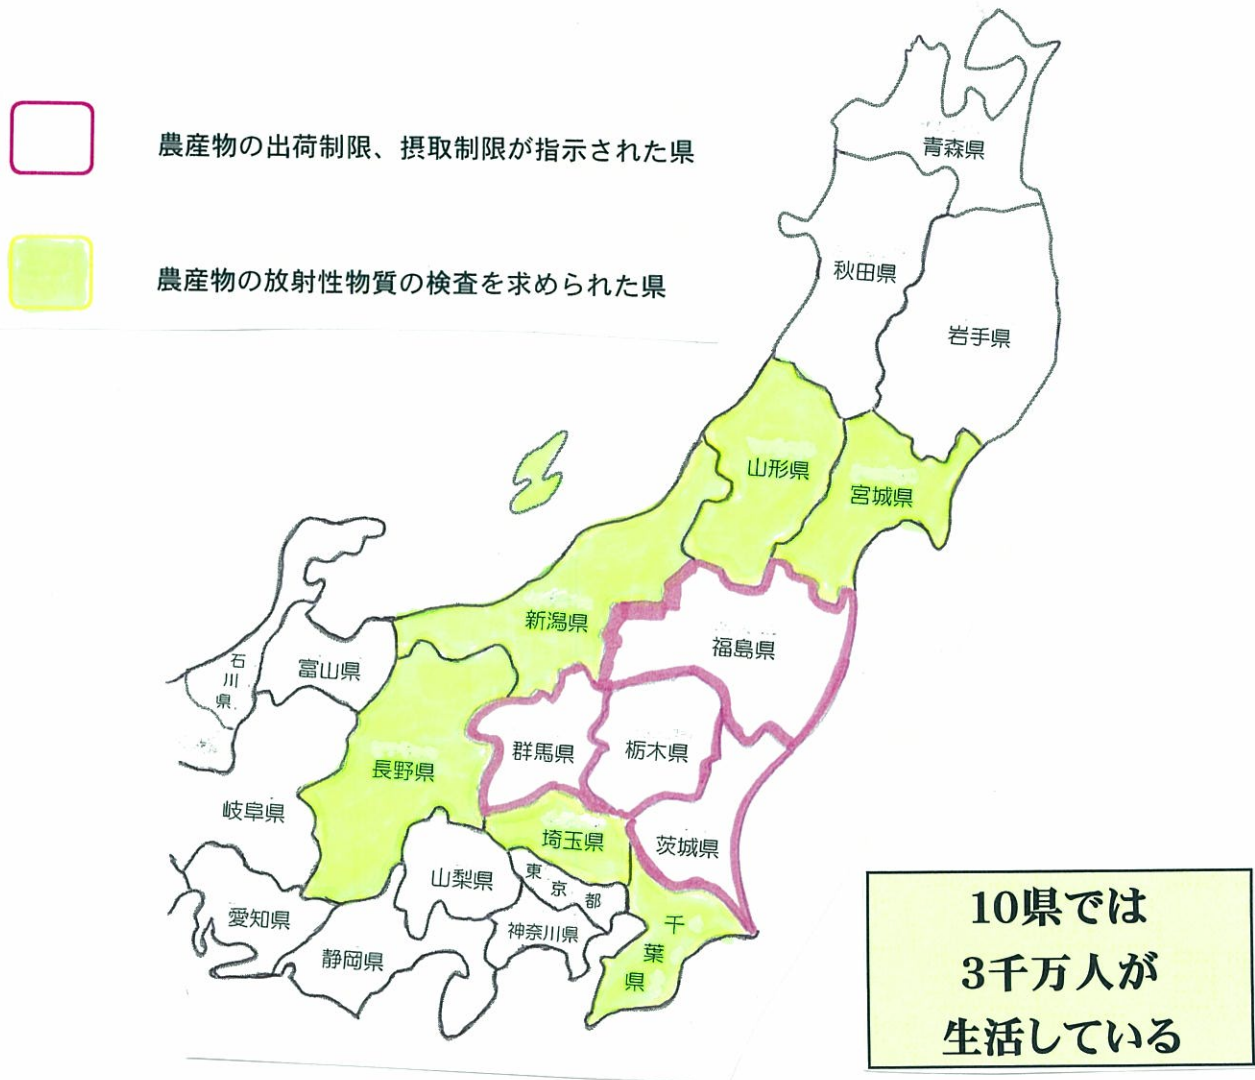 農産物の出荷制限、摂取制限が指示された県
農産物の放射性物質の検査を求められた県
青森県
秋田県
岩手県
山形県
宮城県
新潟県
福島県
石川県
富山県
群馬県
栃木県
長野県
岐阜県
埼玉県
茨城県
山梨県
東京都
愛知県
神奈川県
千葉県
静岡県
10県では
3千万人が
生活している